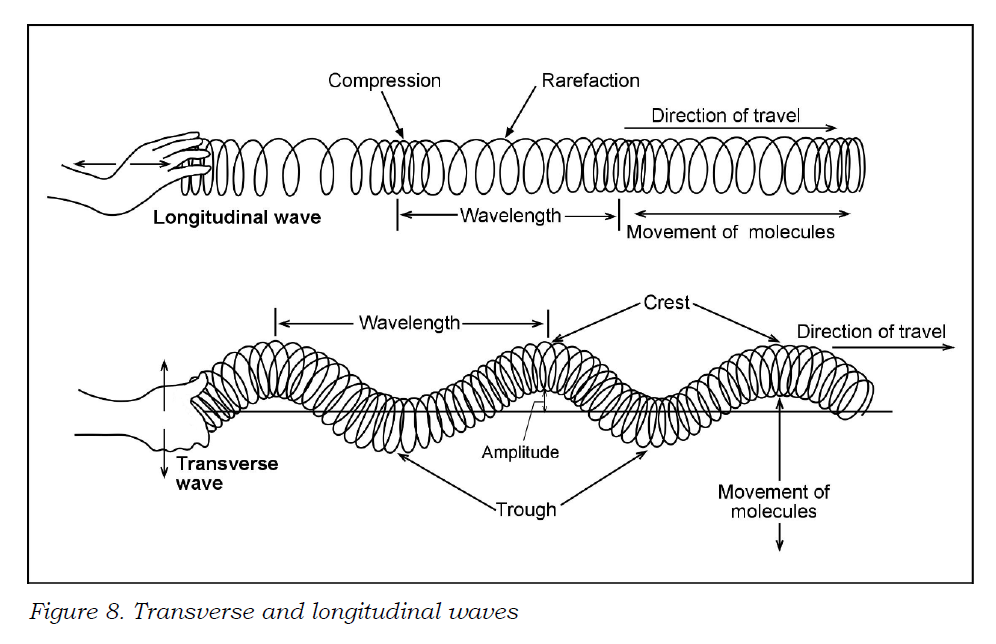 Compression
Rarefaction
Direction of travel
Longitudinal wave
Wavelength
Movement of molecules
Wavelength
Crest
Direction of travel
Amplitude
Transverse
wave
Trough
Movement of
molecules
Figure 8. Transverse and longitudinal waves